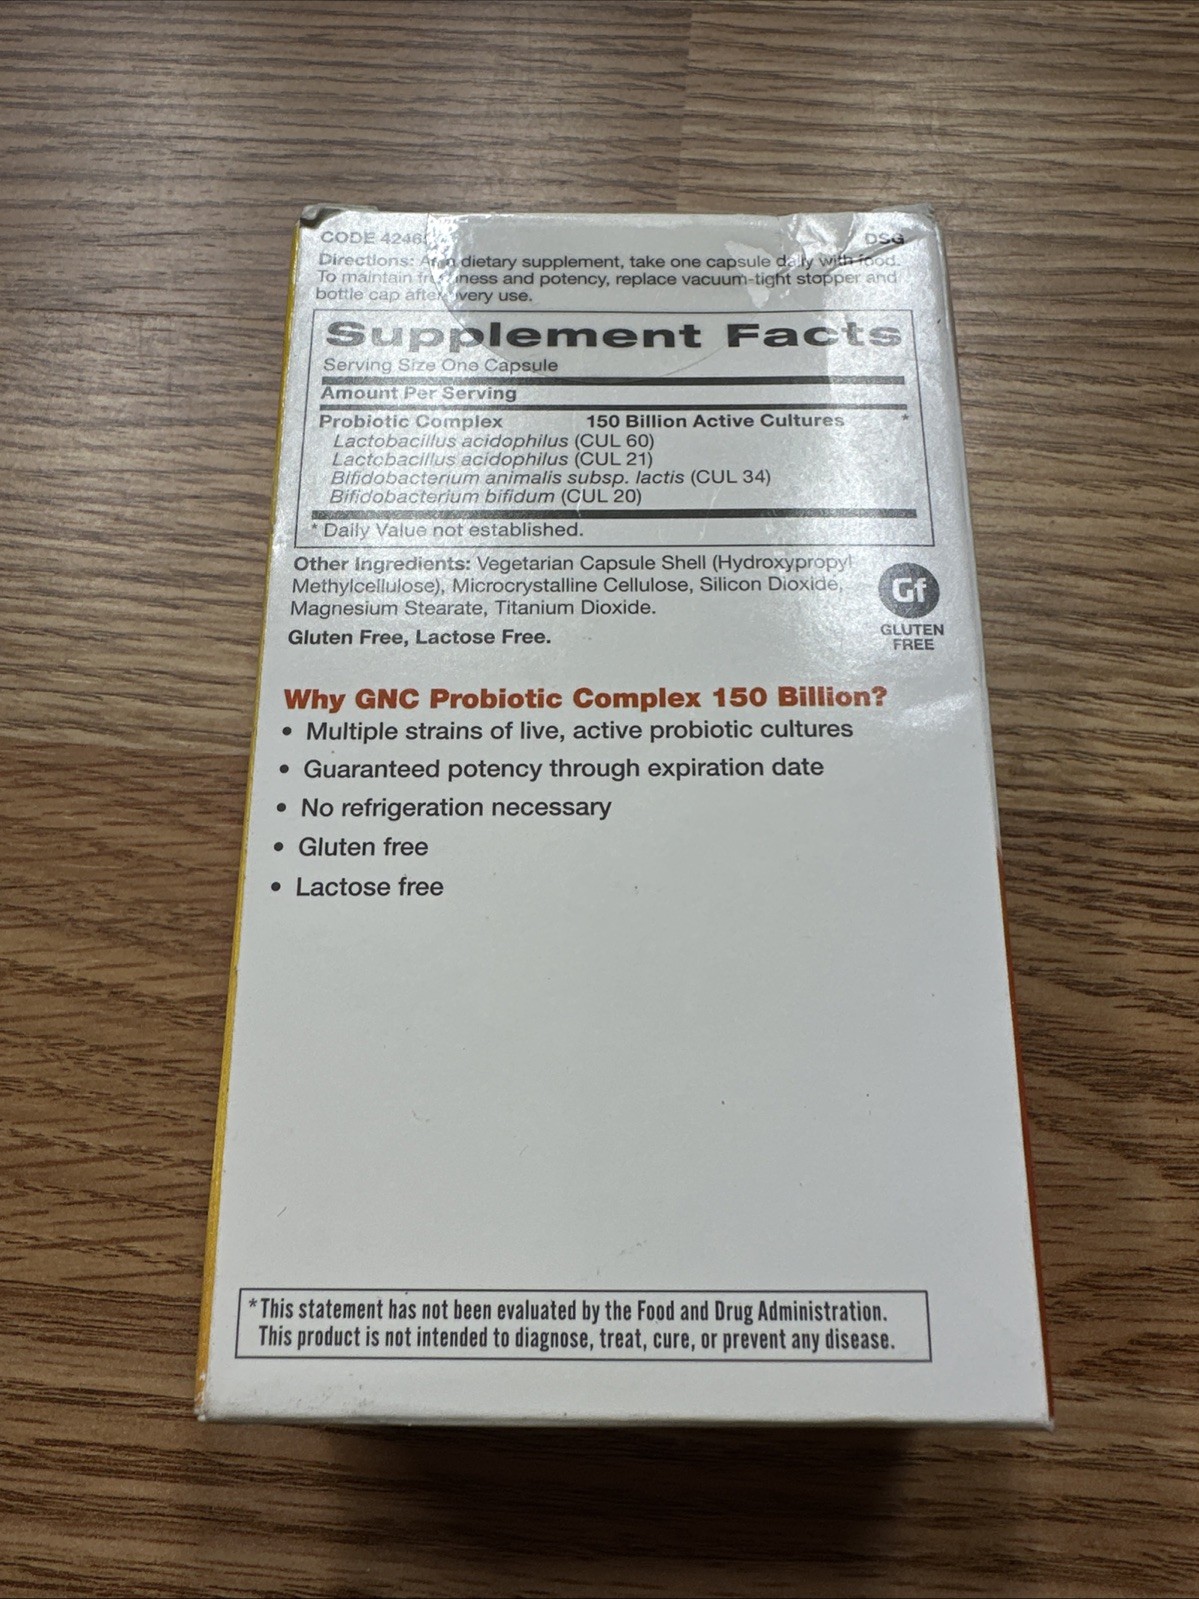 CODE 4246
DSG
Directions: As a dietary supplement, take one capsule daily with food.
To maintain freshness and potency, replace vacuum-tight stopper and
bottle cap after every use.
Supplement Facts
Serving Size One Capsule
Amount Per Serving
Probiotic Complex 150 Billion Active Cultures *
Lactobacillus acidophilus (CUL 60)
Lactobacillus acidophilus (CUL 21)
Bifidobacterium animalis subsp. lactis (CUL 34)
Bifidobacterium bifidum (CUL 20)
* Daily Value not established.
Other Ingredients: Vegetarian Capsule Shell (Hydroxypropyl
Methylcellulose), Microcrystalline Cellulose, Silicon Dioxide,
Magnesium Stearate, Titanium Dioxide.
Gluten Free, Lactose Free.
Gf
GLUTEN
FREE
Why GNC Probiotic Complex 150 Billion?
• Multiple strains of live, active probiotic cultures
• Guaranteed potency through expiration date
• No refrigeration necessary
• Gluten free
• Lactose free
*This statement has not been evaluated by the Food and Drug Administration.
This product is not intended to diagnose, treat, cure, or prevent any disease.